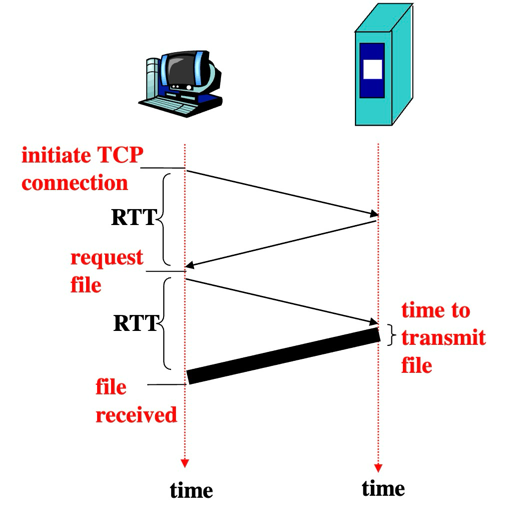 initiate TCP
connection
RTT
request
file
RTT
time to
transmit
file
file
received
time
time